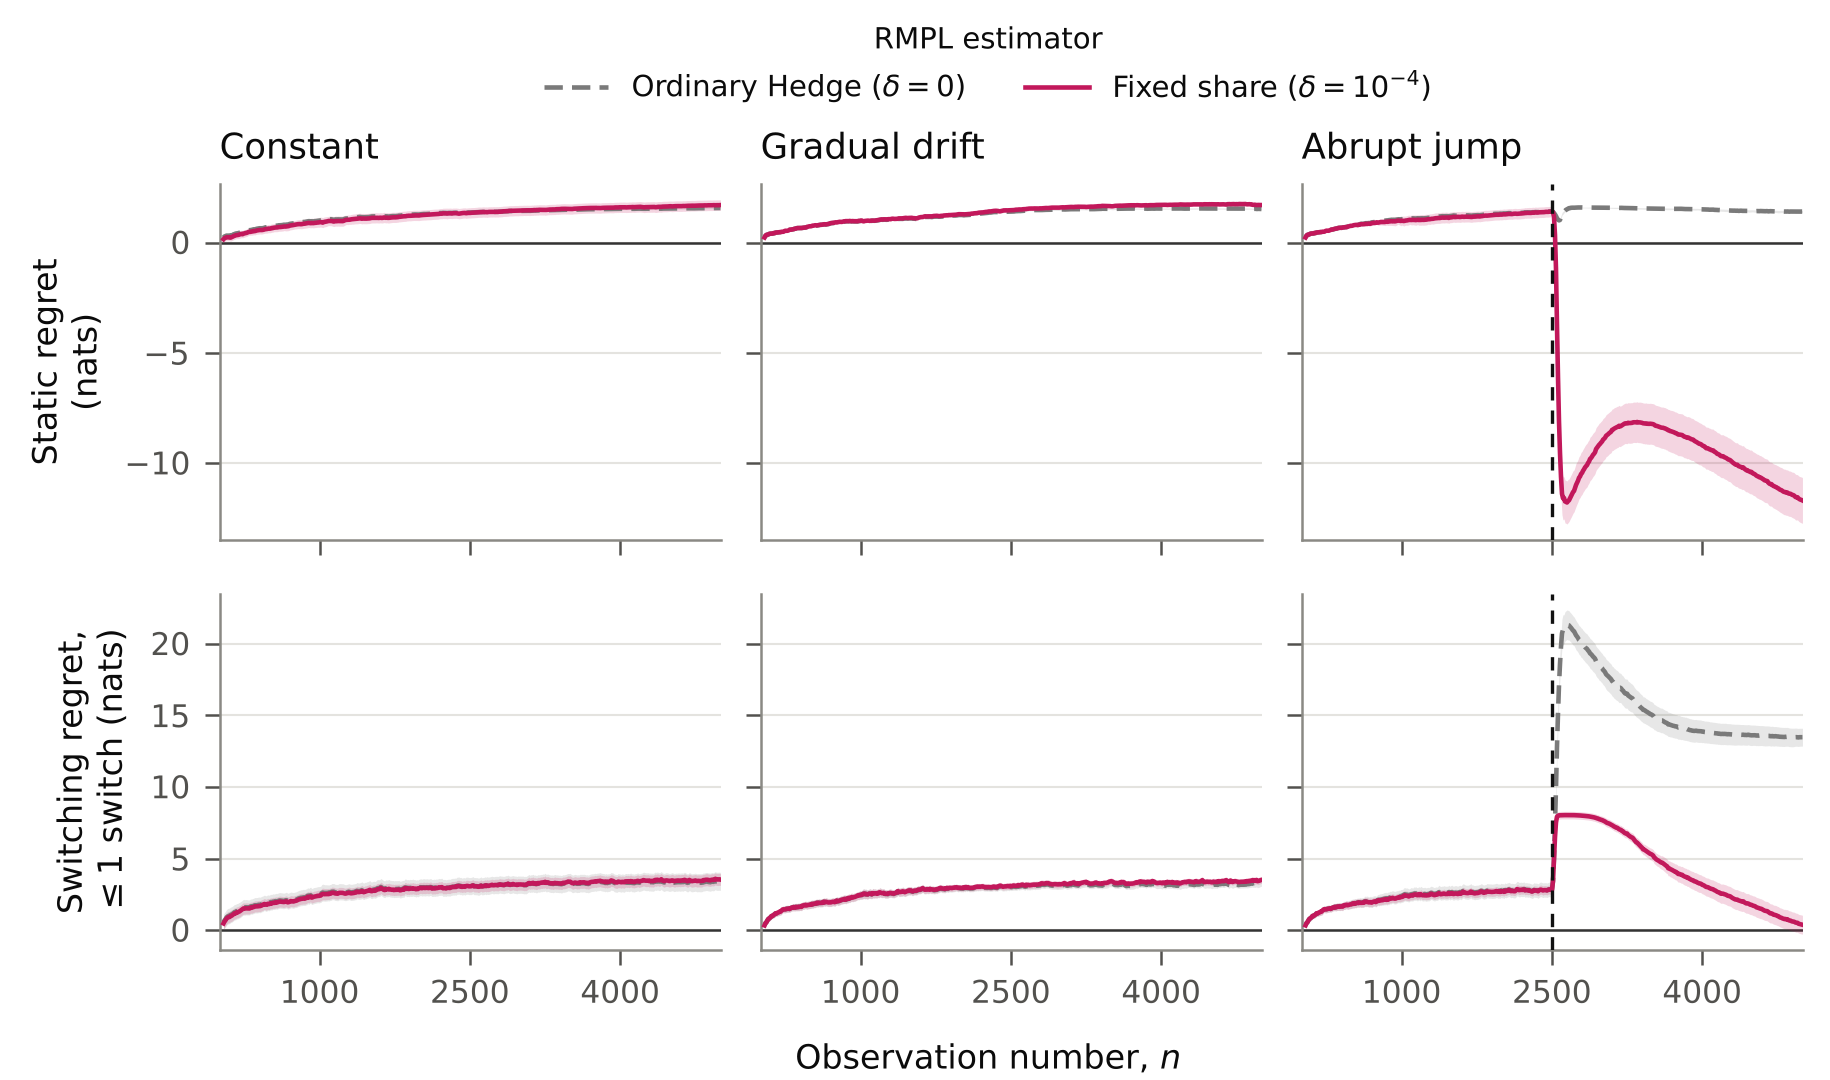 RMPL estimator
Ordinary Hedge (δ = 0)
Fixed share (δ = 10⁻⁴)
Constant
Gradual drift
Abrupt jump
Static regret
(nats)
0
−5
−10
Switching regret,
≤ 1 switch (nats)
20
15
10
5
0
1000 2500 4000
1000 2500 4000
1000 2500 4000
Observation number, n